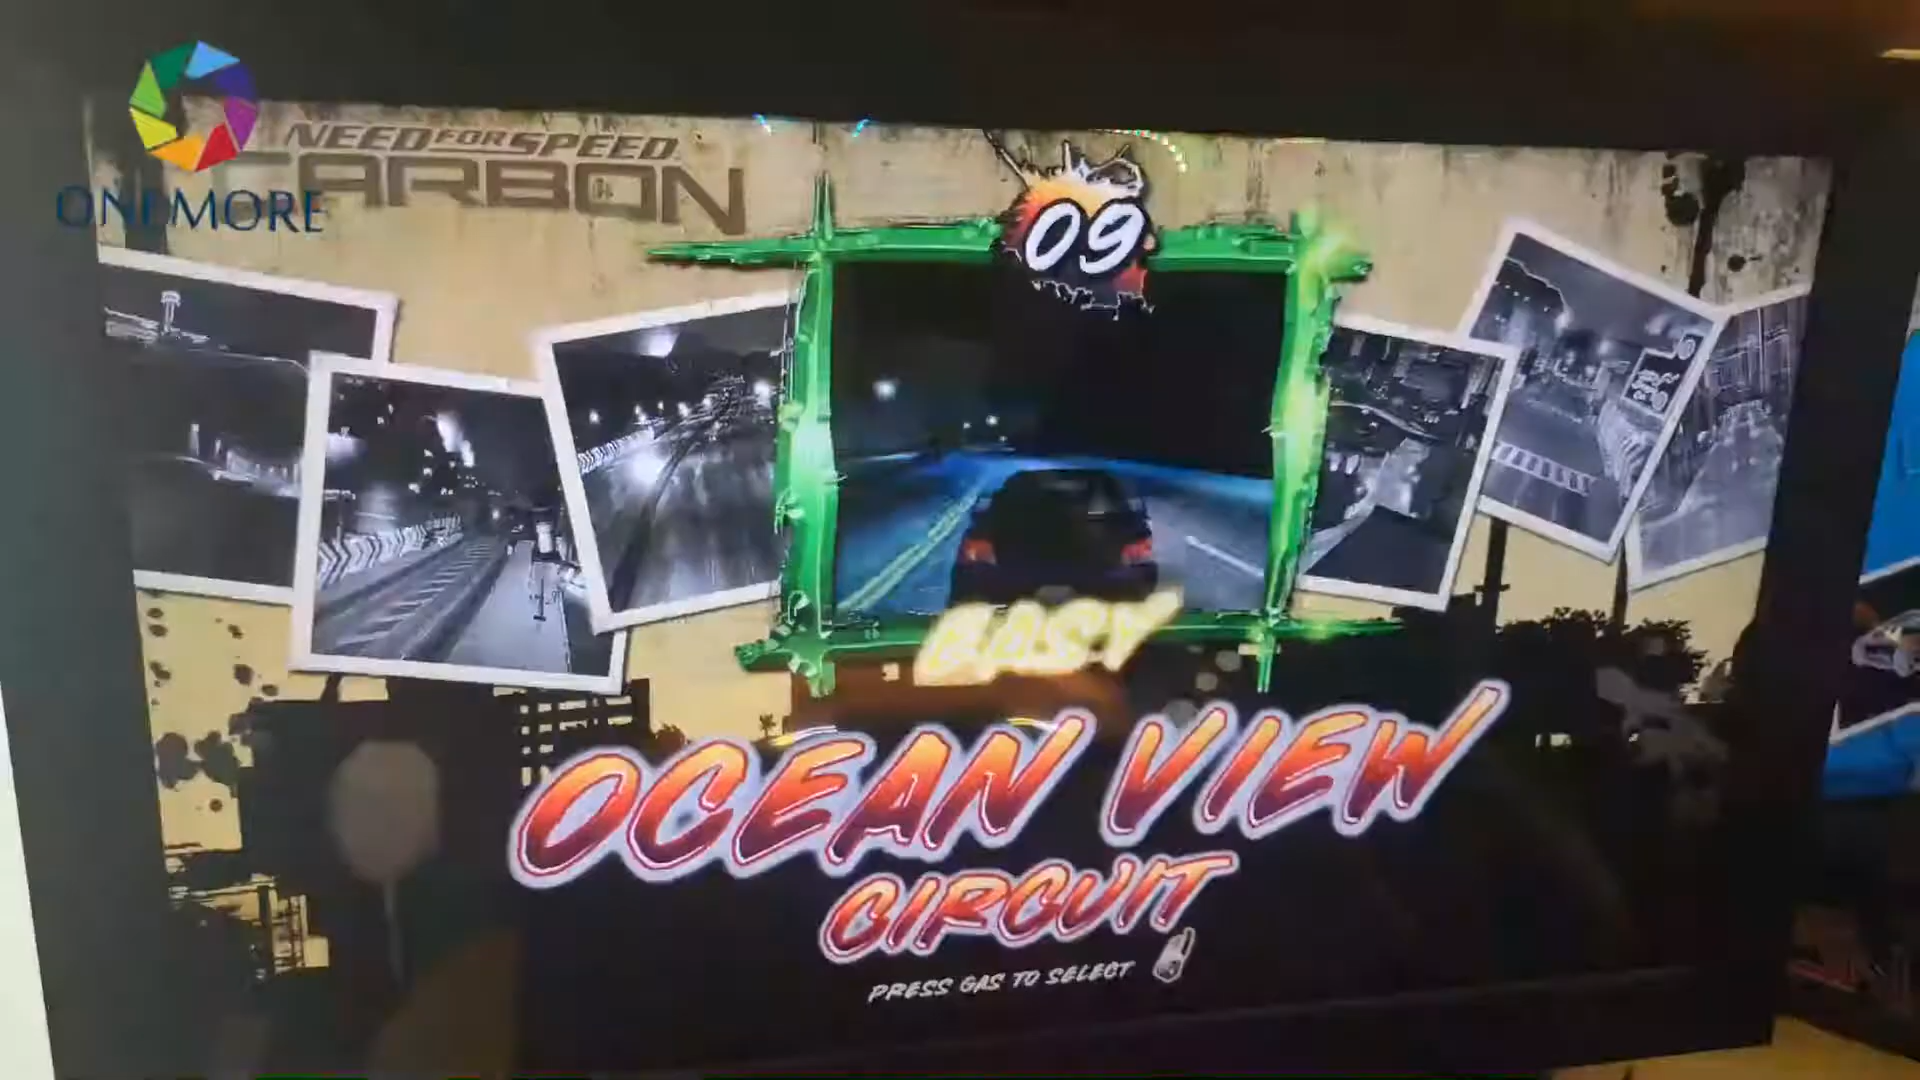 ONEMORE
NEED FOR SPEED
CARBON
09
EASY
OCEAN VIEW
CIRCUIT
PRESS GAS TO SELECT